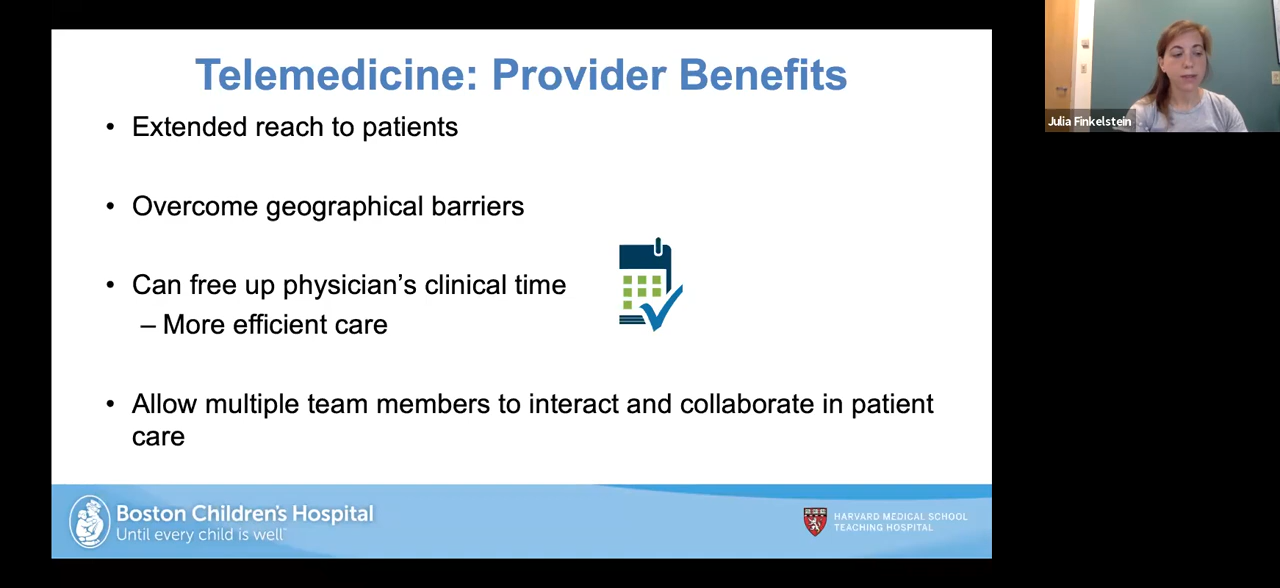 Telemedicine: Provider Benefits
• Extended reach to patients
• Overcome geographical barriers
• Can free up physician's clinical time
– More efficient care
• Allow multiple team members to interact and collaborate in patient
care
Boston Children's Hospital
Until every child is well™
HARVARD MEDICAL SCHOOL
TEACHING HOSPITAL
Julia Finkelstein